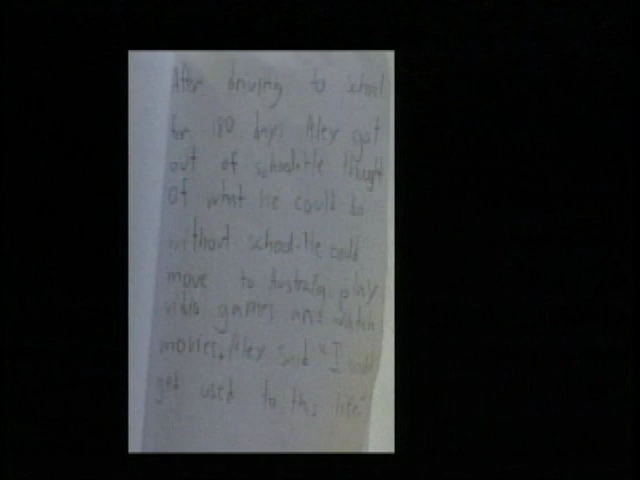 After driving to School
for 180 days Alex got
out of school. He thought
of what he could do
without school. He could
move to Australia play
video games and watch
movies. Alex said "I could
get used to this life."